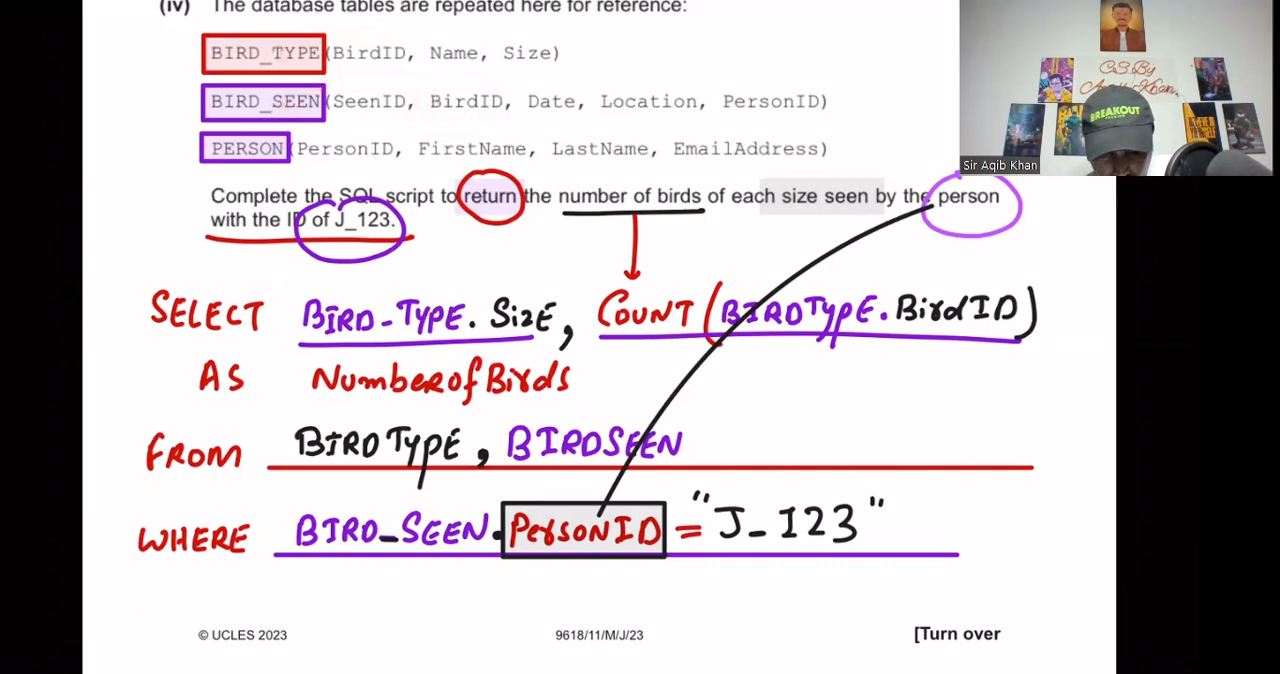 (iv) The database tables are repeated here for reference:
BIRD_TYPE(BirdID, Name, Size)
BIRD_SEEN(SeenID, BirdID, Date, Location, PersonID)
PERSON(PersonID, FirstName, LastName, EmailAddress)
Complete the SQL script to return the number of birds of each size seen by the person
with the ID of J_123.
SELECT BIRD-TYPE.SizE, COUNT(BIRDTYPE.BirdID)
AS NumberofBirds
FROM BIRDTYPE, BIRDSEEN
WHERE BIRD_SEEN.PersonID = "J_123"
© UCLES 2023 9618/11/M/J/23 [Turn over
C.S By
BREAKOUT
Sir Aqib Khan